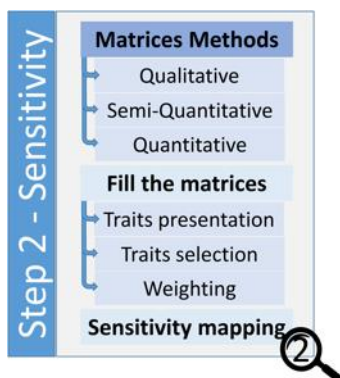 Step 2 - Sensitivity
Matrices Methods
Qualitative
Semi-Quantitative
Quantitative
Fill the matrices
Traits presentation
Traits selection
Weighting
Sensitivity mapping
2